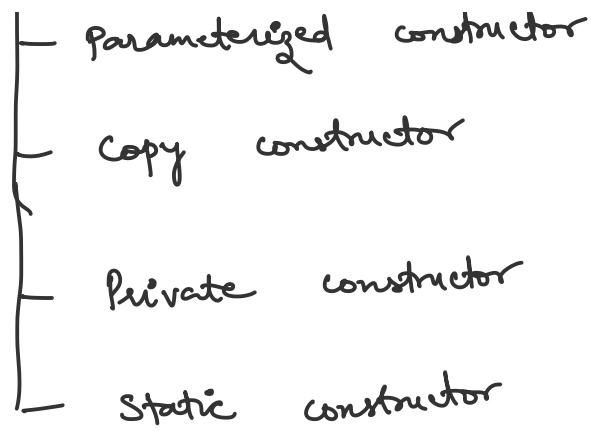 Parameterized constructor
Copy constructor
Private constructor
Static constructor